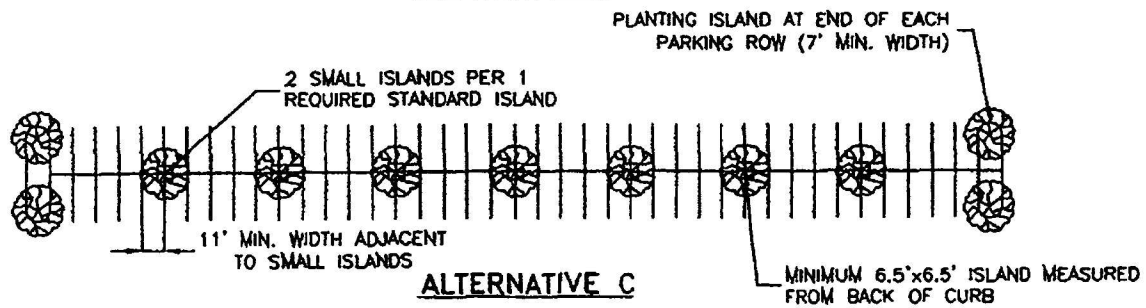 PLANTING ISLAND AT END OF EACH
PARKING ROW (7' MIN. WIDTH)
2 SMALL ISLANDS PER 1
REQUIRED STANDARD ISLAND
11' MIN. WIDTH ADJACENT
TO SMALL ISLANDS
ALTERNATIVE C
MINIMUM 6.5'x6.5' ISLAND MEASURED
FROM BACK OF CURB